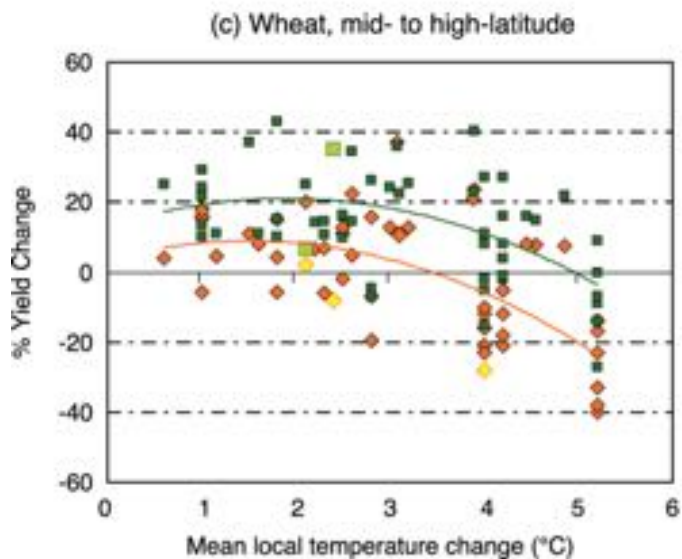 (c) Wheat, mid- to high-latitude
60
40
20
0
-20
-40
-60
% Yield Change
0 1 2 3 4 5 6
Mean local temperature change (°C)